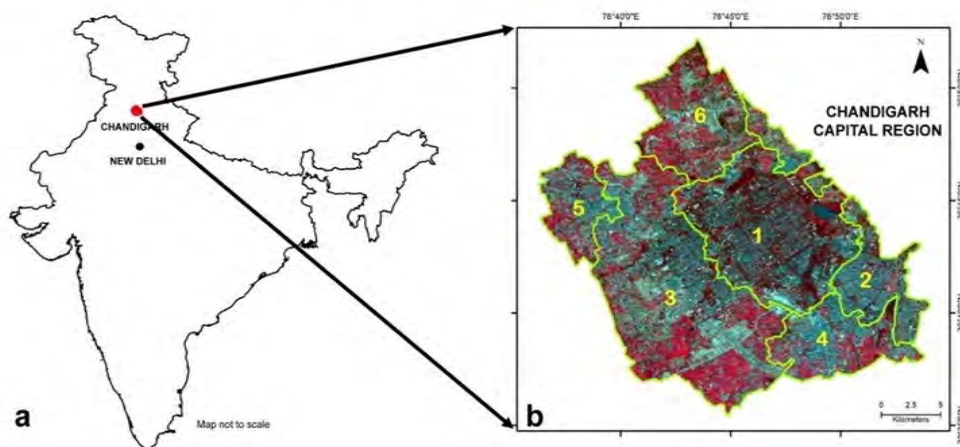 CHANDIGARH
NEW DELHI
a
Map not to scale
76°40'0"E
76°45'0"E
76°50'0"E
N
CHANDIGARH
CAPITAL REGION
6
5
1
2
3
4
b
0 2.5 5
Kilometers